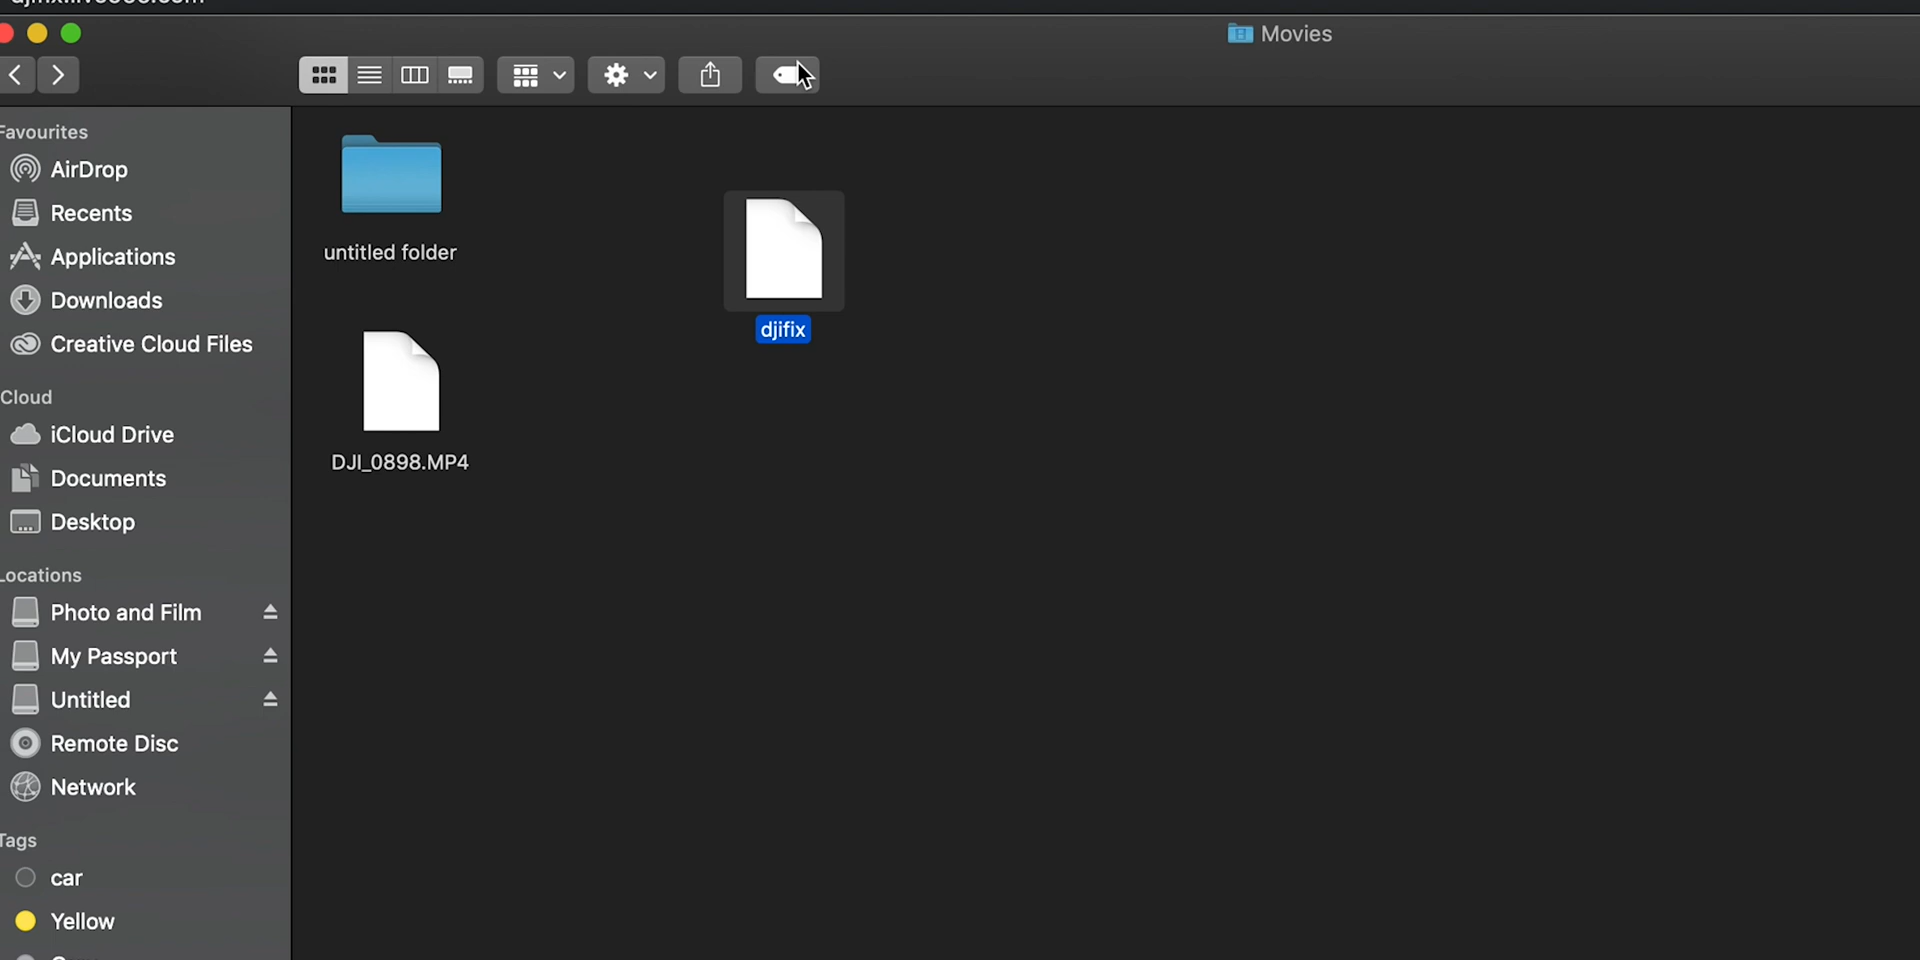 Movies
Favourites
AirDrop
Recents
Applications
Downloads
Creative Cloud Files
Cloud
iCloud Drive
Documents
Desktop
Locations
Photo and Film
My Passport
Untitled
Remote Disc
Network
Tags
car
Yellow
untitled folder
djifix
DJI_0898.MP4